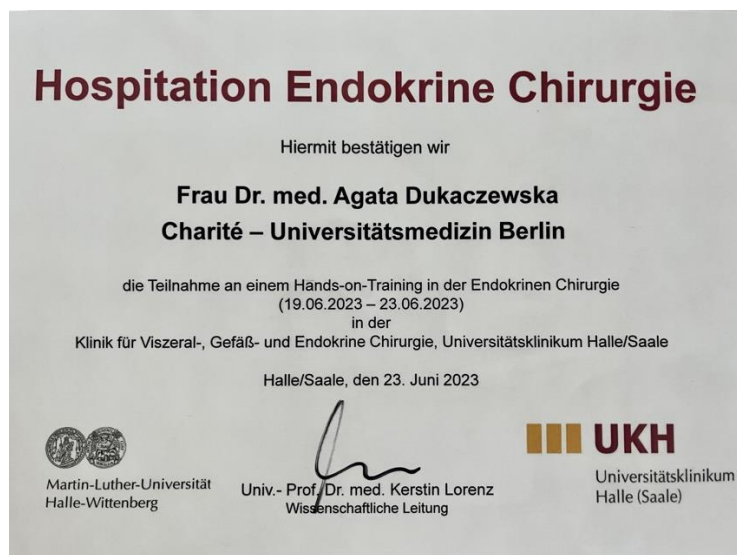 Hospitation Endokrine Chirurgie
Hiermit bestätigen wir
Frau Dr. med. Agata Dukaczewska
Charité – Universitätsmedizin Berlin
die Teilnahme an einem Hands-on-Training in der Endokrinen Chirurgie
(19.06.2023 – 23.06.2023)
in der
Klinik für Viszeral-, Gefäß- und Endokrine Chirurgie, Universitätsklinikum Halle/Saale
Halle/Saale, den 23. Juni 2023
Martin-Luther-Universität
Halle-Wittenberg
Univ.- Prof. Dr. med. Kerstin Lorenz
Wissenschaftliche Leitung
UKH
Universitätsklinikum
Halle (Saale)